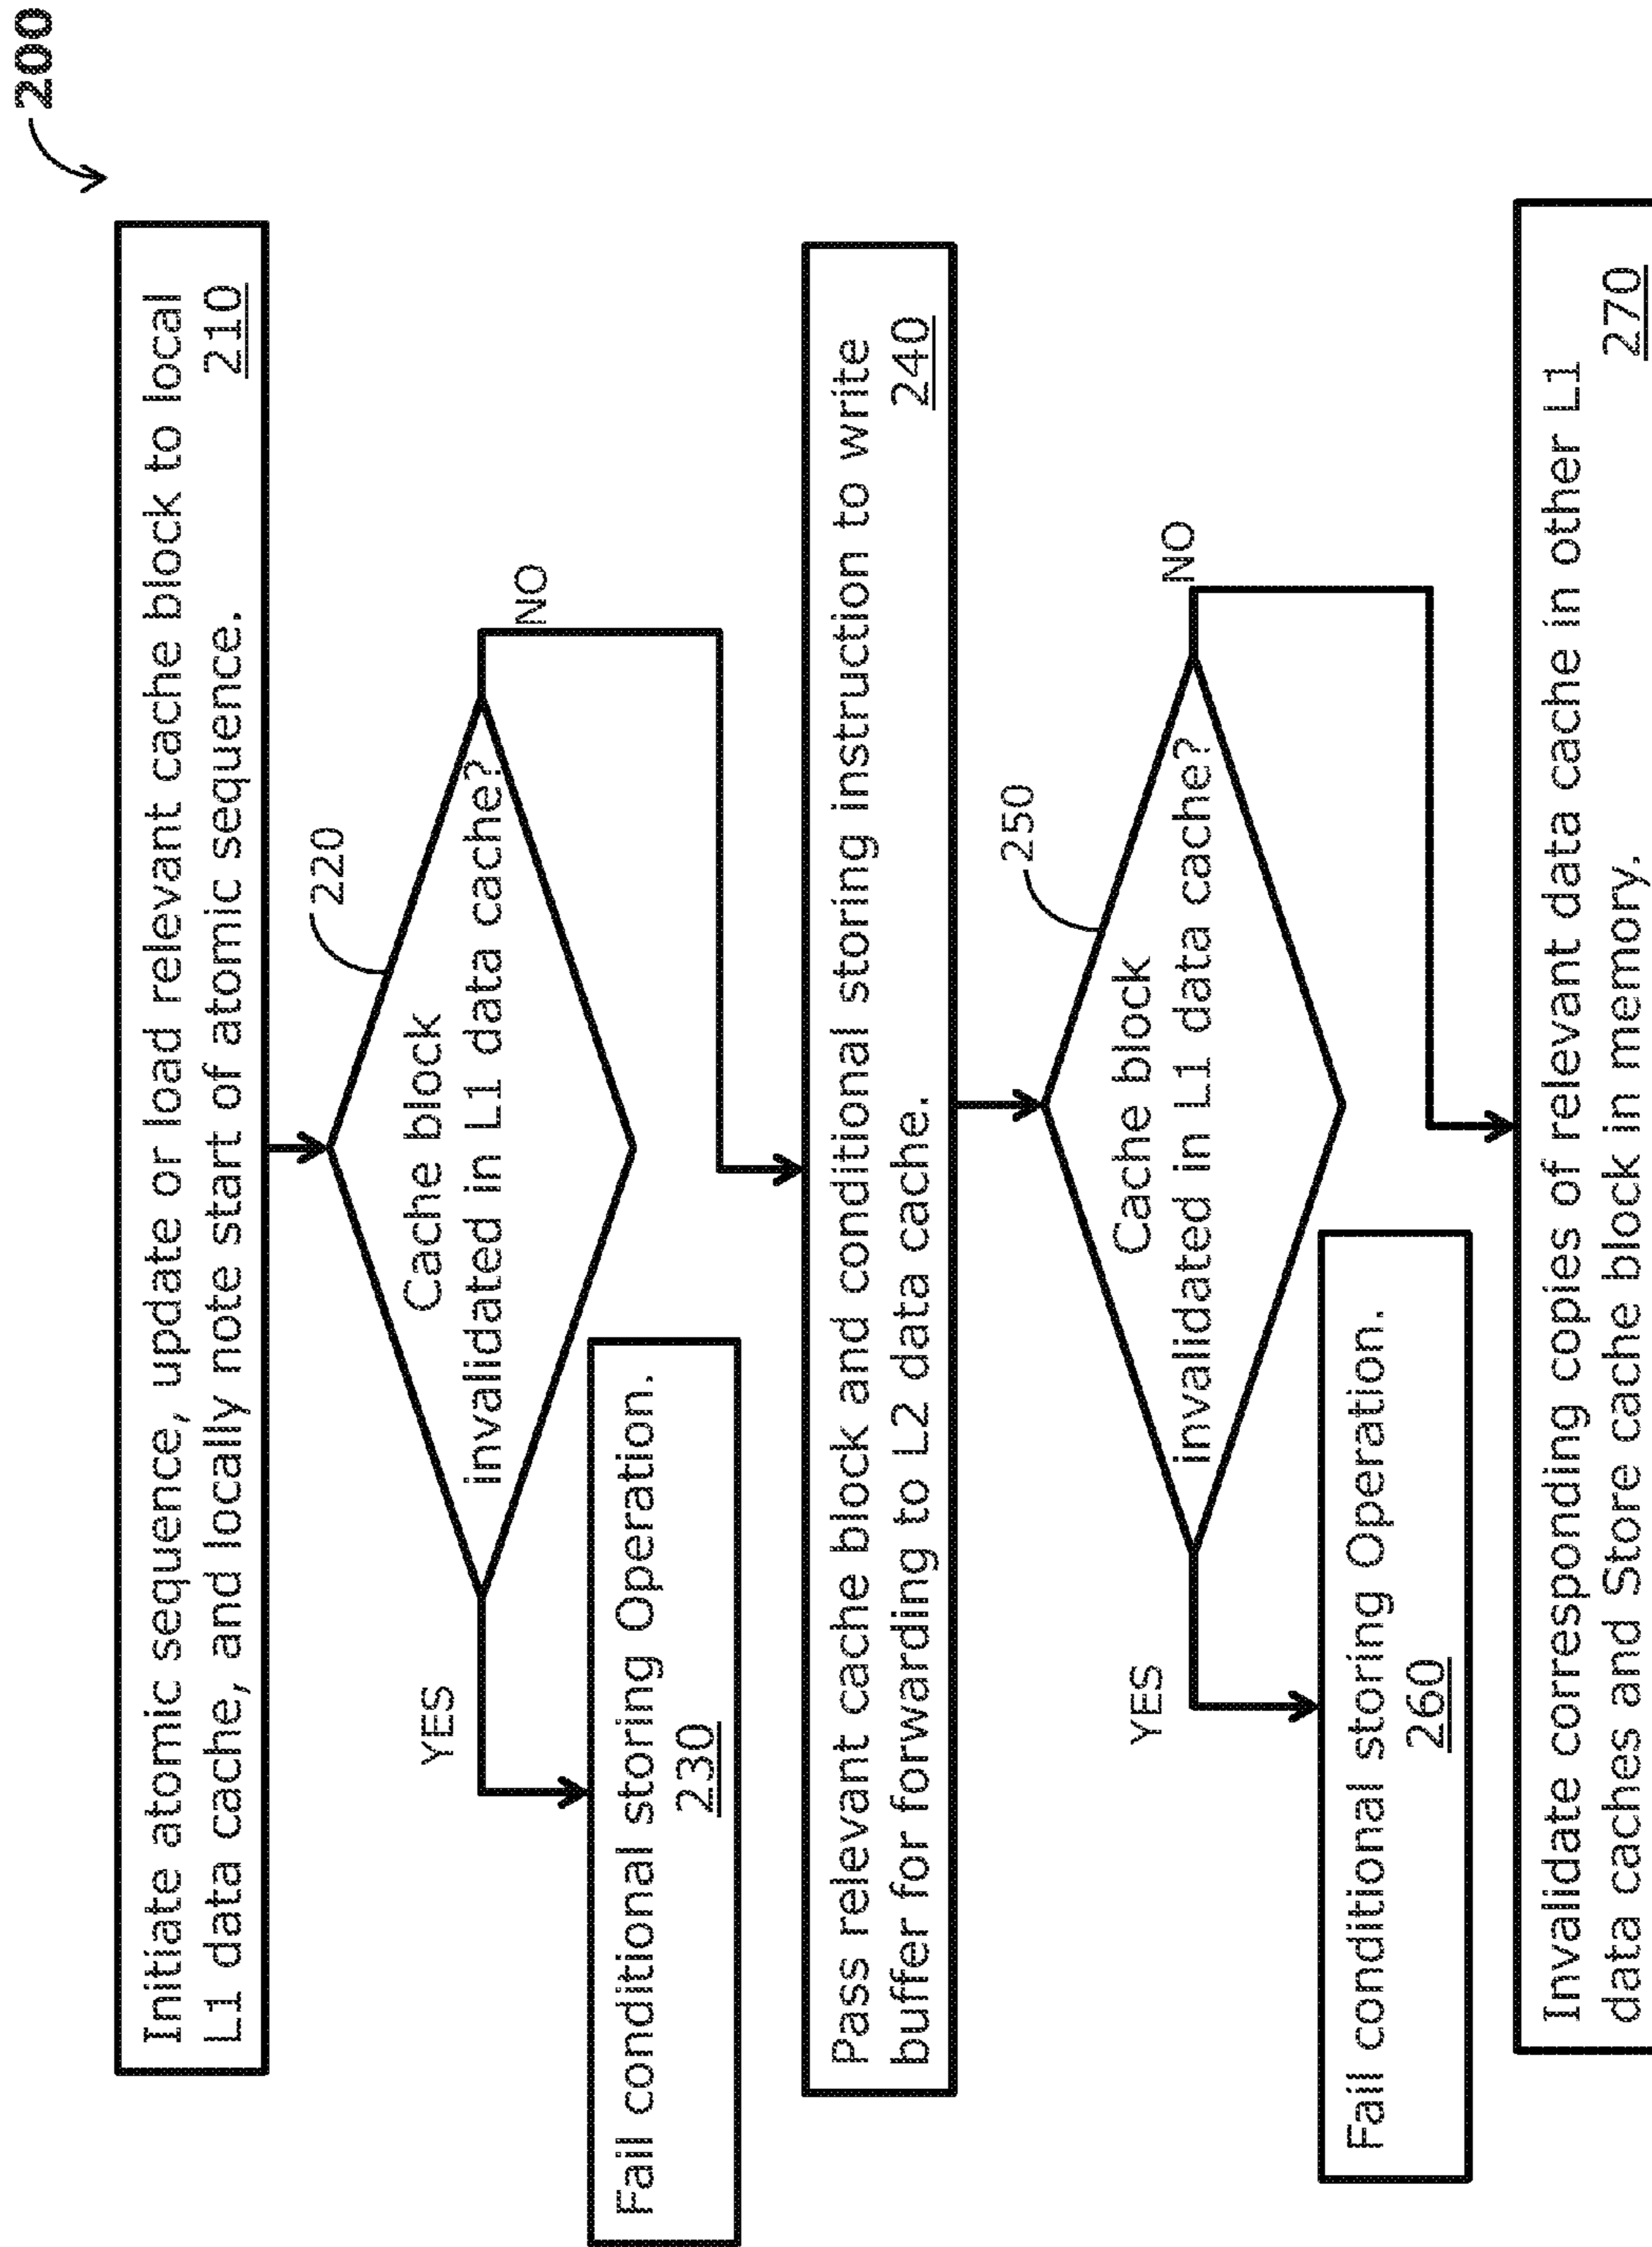 200
Initiate atomic sequence, update or load relevant cache block to local
L1 data cache, and locally note start of atomic sequence.
210
220
Cache block
invalidated in L1 data cache?
YES
NO
Fail conditional storing Operation.
230
Pass relevant cache block and conditional storing instruction to write
buffer for forwarding to L2 data cache.
240
250
Cache block
invalidated in L1 data cache?
YES
NO
Fail conditional storing Operation.
260
Invalidate corresponding copies of relevant data cache in other L1
data caches and Store cache block in memory.
270